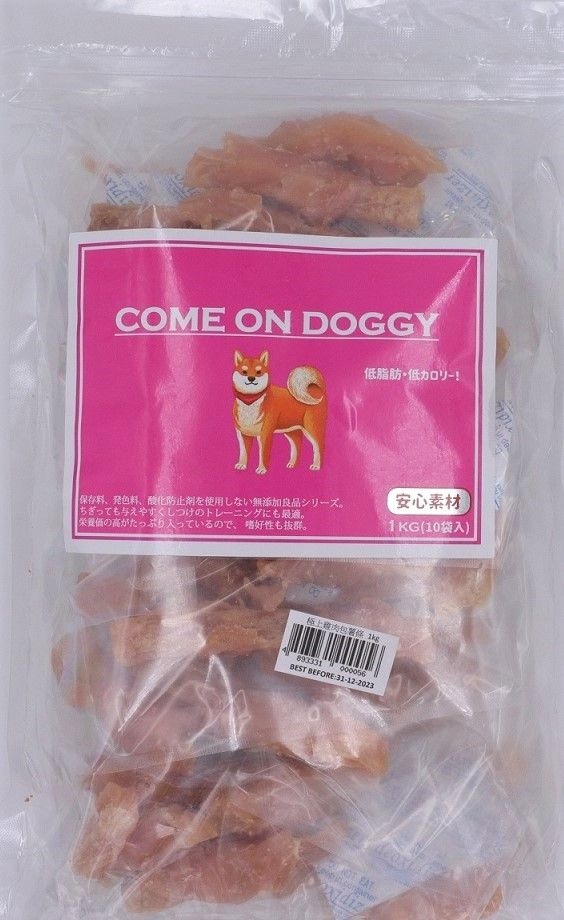 COME ON DOGGY
低脂肪・低カロリー!
保存料、発色料、酸化防止剤を使用しない無添加良品シリーズ。
ちぎっても与えやすくしつけのトレーニングにも最適。
栄養価の高がたっぷり入っているので、嗜好性も抜群。
安心素材
1KG(10袋入)
極上雞肉包薯條 1kg
4 893331 000056
BEST BEFORE:31-12-2023
NOT EAT